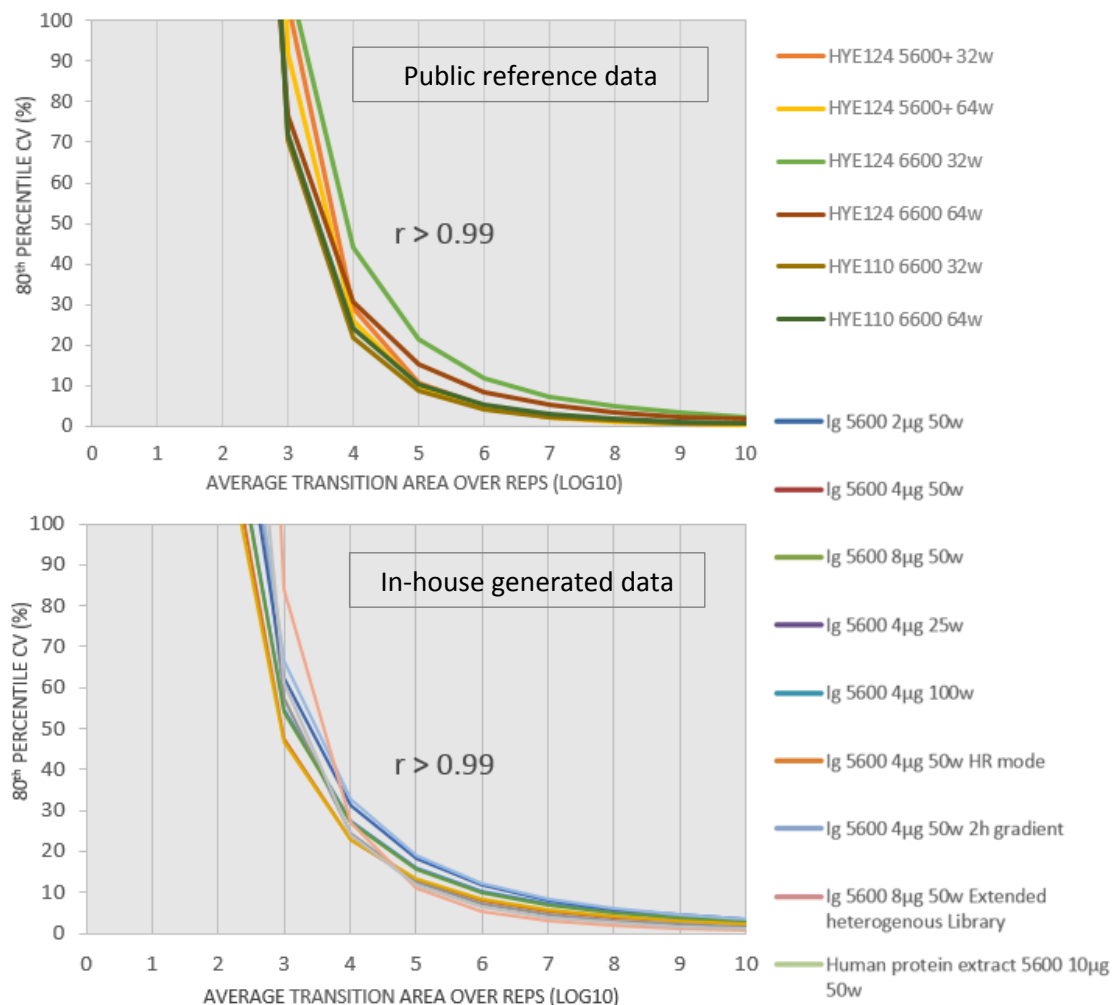 100
90
80
70
60
50
40
30
20
10
0
80th PERCENTILE CV (%)
Public reference data
r > 0.99
0 1 2 3 4 5 6 7 8 9 10
AVERAGE TRANSITION AREA OVER REPS (LOG10)
HYE124 5600+ 32w
HYE124 5600+ 64w
HYE124 6600 32w
HYE124 6600 64w
HYE110 6600 32w
HYE110 6600 64w
100
90
80
70
60
50
40
30
20
10
0
80th PERCENTILE CV (%)
In-house generated data
r > 0.99
0 1 2 3 4 5 6 7 8 9 10
AVERAGE TRANSITION AREA OVER REPS (LOG10)
Ig 5600 2µg 50w
Ig 5600 4µg 50w
Ig 5600 8µg 50w
Ig 5600 4µg 25w
Ig 5600 4µg 100w
Ig 5600 4µg 50w HR mode
Ig 5600 4µg 50w 2h gradient
Ig 5600 8µg 50w Extended
heterogenous Library
Human protein extract 5600 10µg
50w